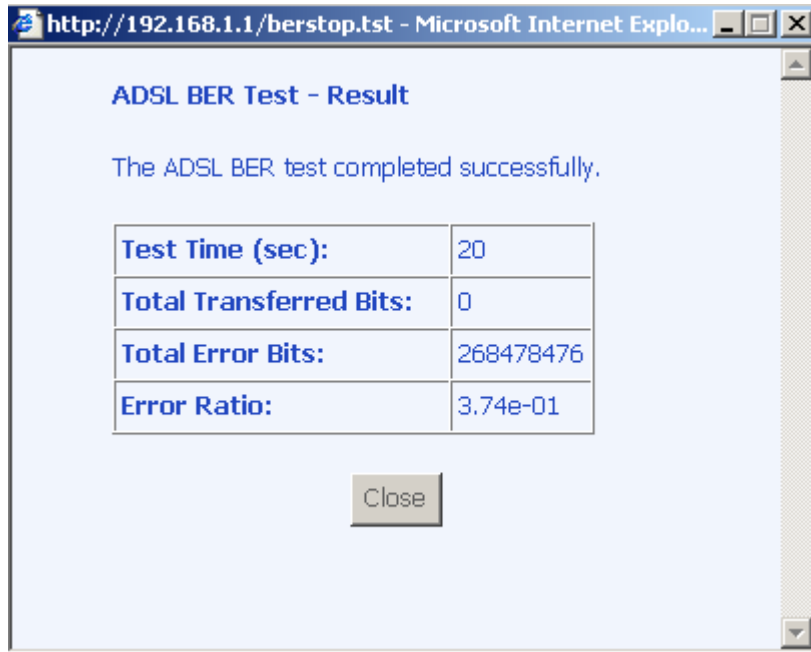 http://192.168.1.1/berstop.tst - Microsoft Internet Explo...
ADSL BER Test - Result
The ADSL BER test completed successfully.
Test Time (sec): 20
Total Transferred Bits: 0
Total Error Bits: 268478476
Error Ratio: 3.74e-01
Close